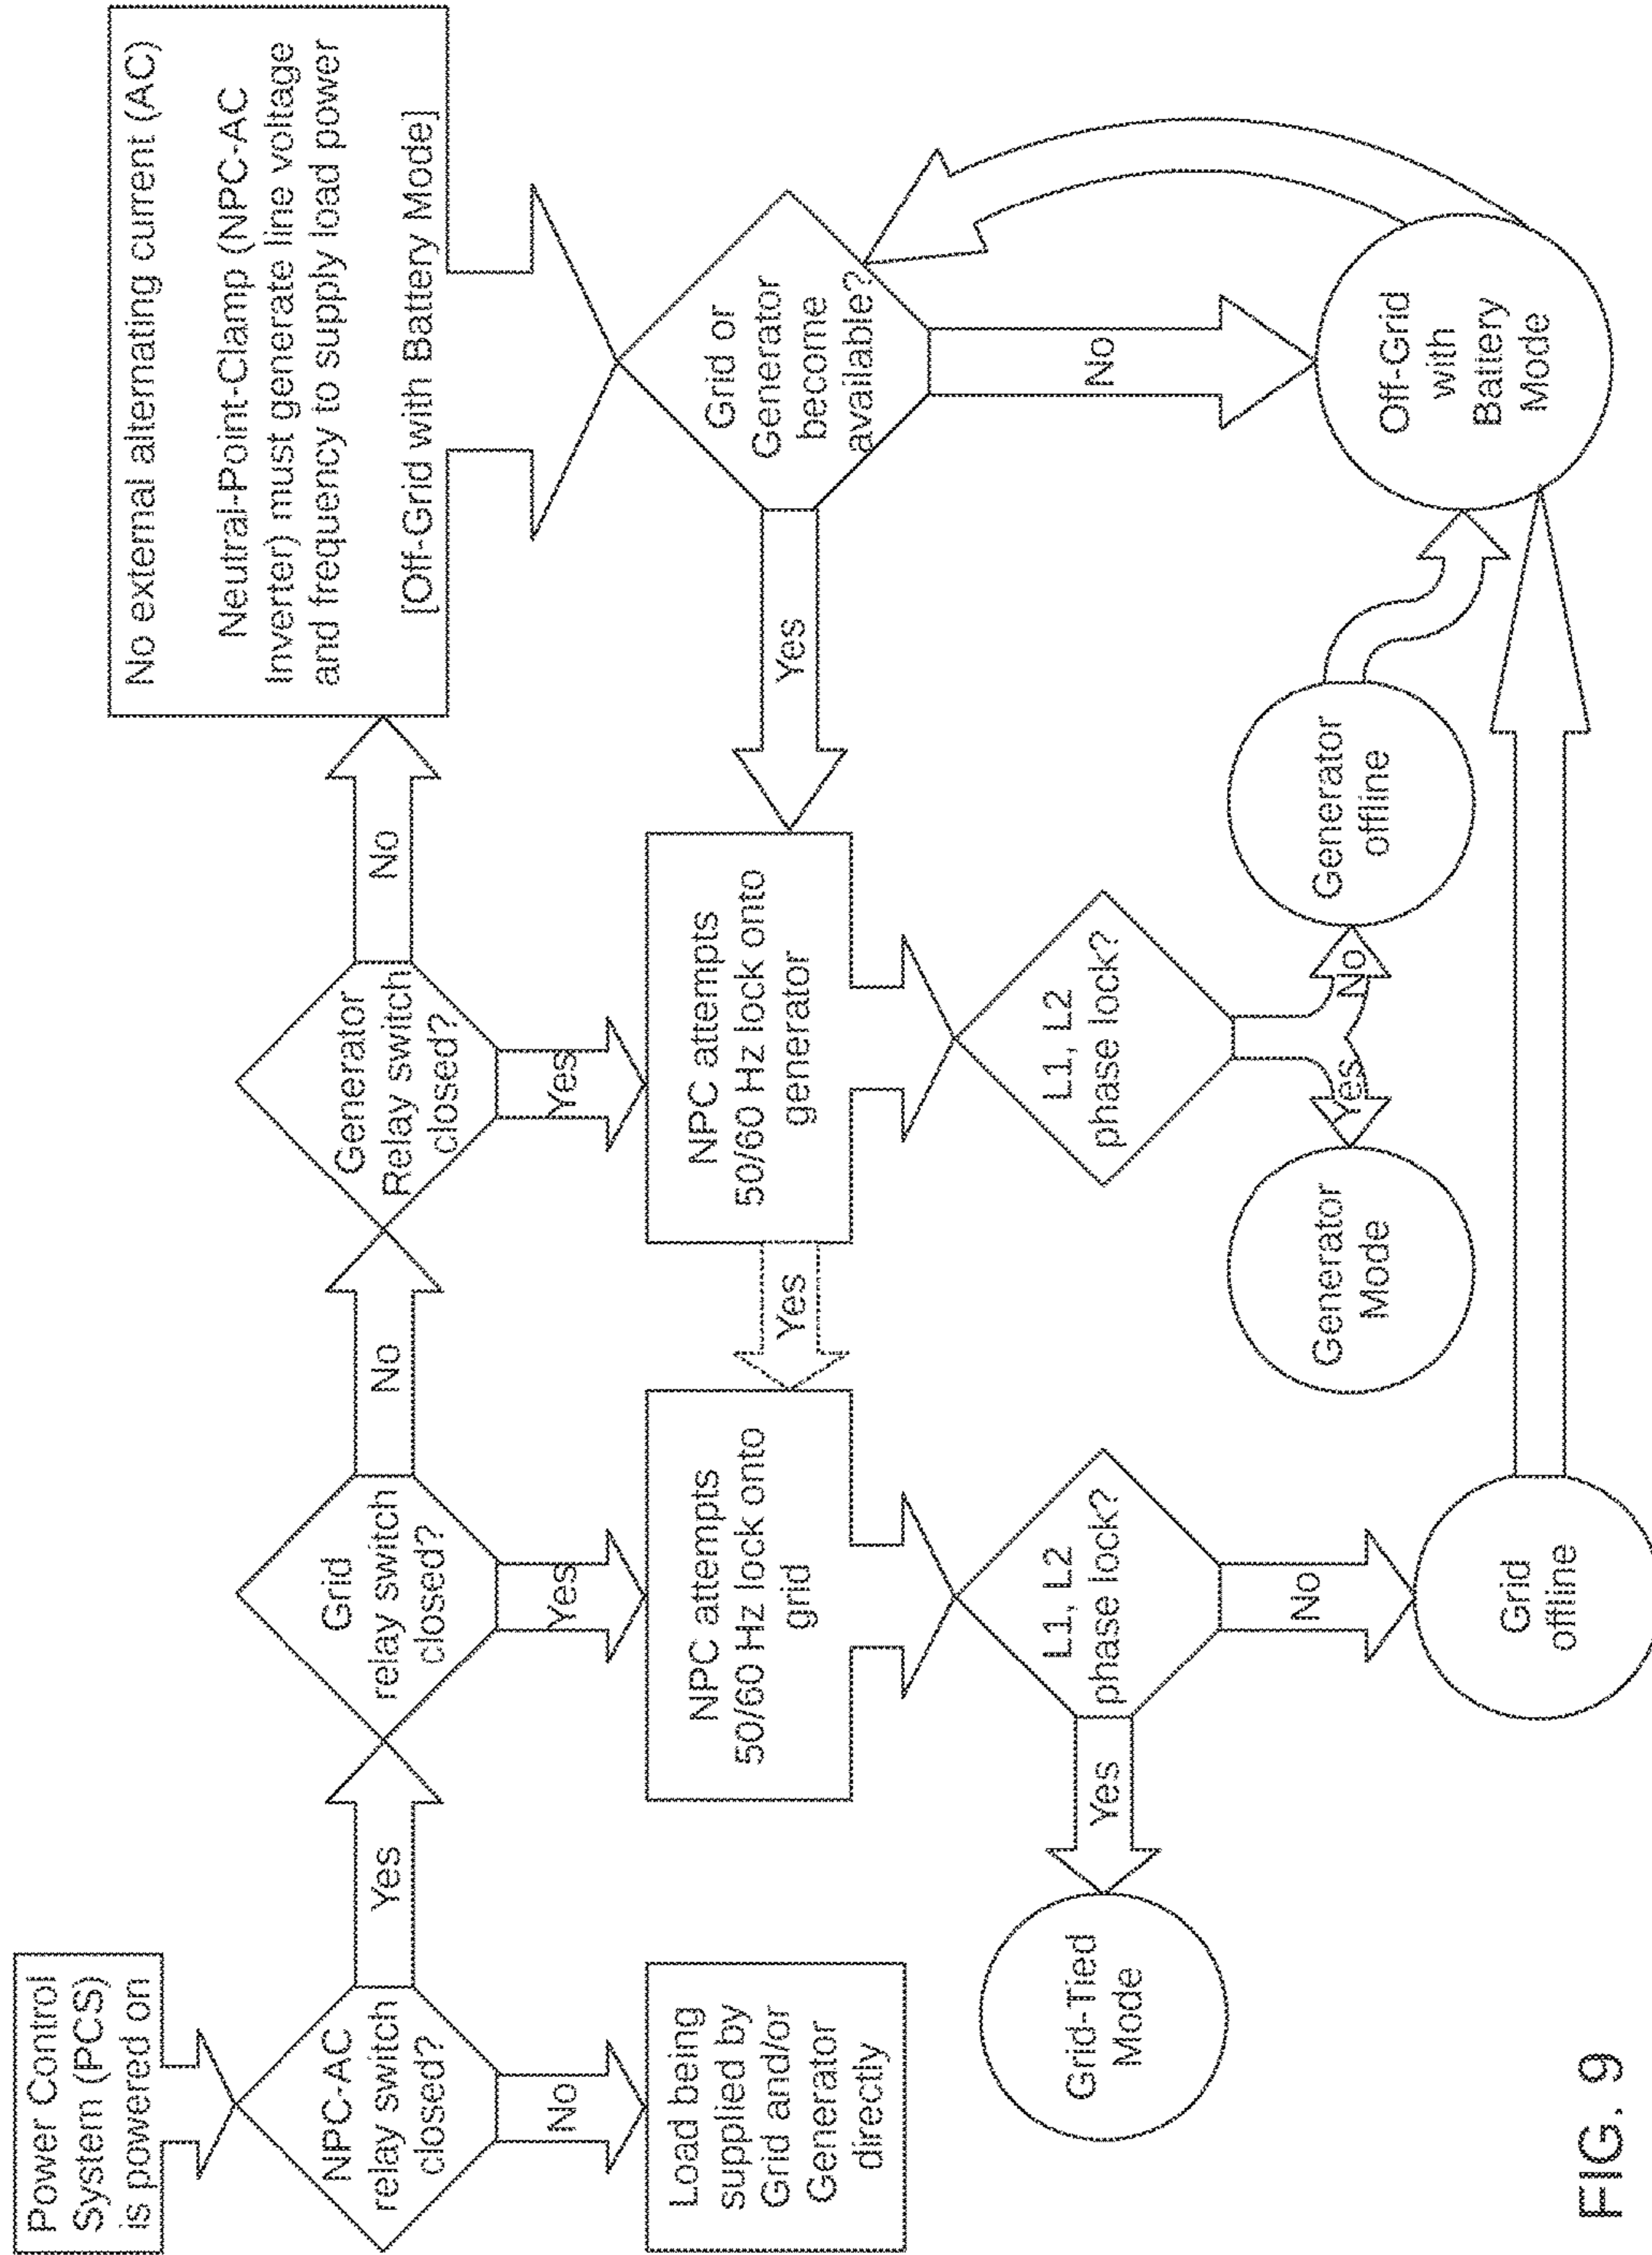 Power Control
System (PCS)
is powered on
NPC-AC
relay switch
closed?
Yes
No
Load being
supplied by
Grid and/or
Generator
directly
Grid
relay switch
closed?
No
Yes
NPC attempts
50/60 Hz lock onto
grid
L1, L2
phase lock?
Yes
Grid-Tied
Mode
No
Grid
offline
Generator
Relay switch
closed?
No
Yes
NPC attempts
50/60 Hz lock onto
generator
Yes
L1, L2
phase lock?
Yes
No
Generator
Mode
Generator
offline
No external alternating current (AC)
Neutral-Point-Clamp (NPC-AC
Inverter) must generate line voltage
and frequency to supply load power
[Off-Grid with Battery Mode]
Grid or
Generator
become
available?
Yes
No
Off-Grid
with
Battery
Mode
FIG. 9